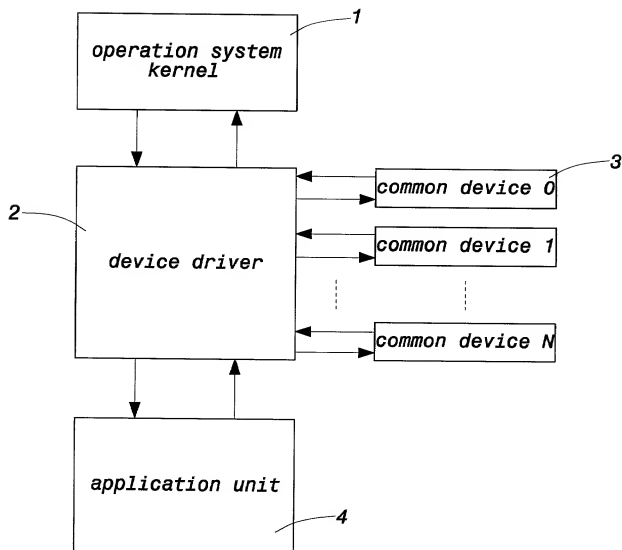 1
operation system
kernel
3
common device 0
2
common device 1
device driver
common device N
application unit
4